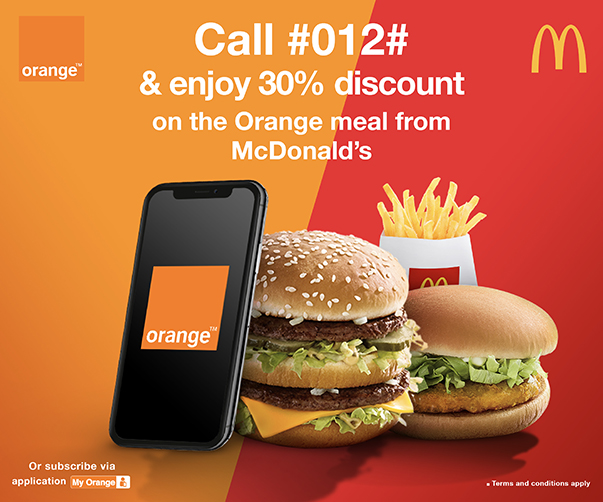 orange™
Call #012#
& enjoy 30% discount
on the Orange meal from
McDonald's
orange™
Or subscribe via
application My Orange
Terms and conditions apply